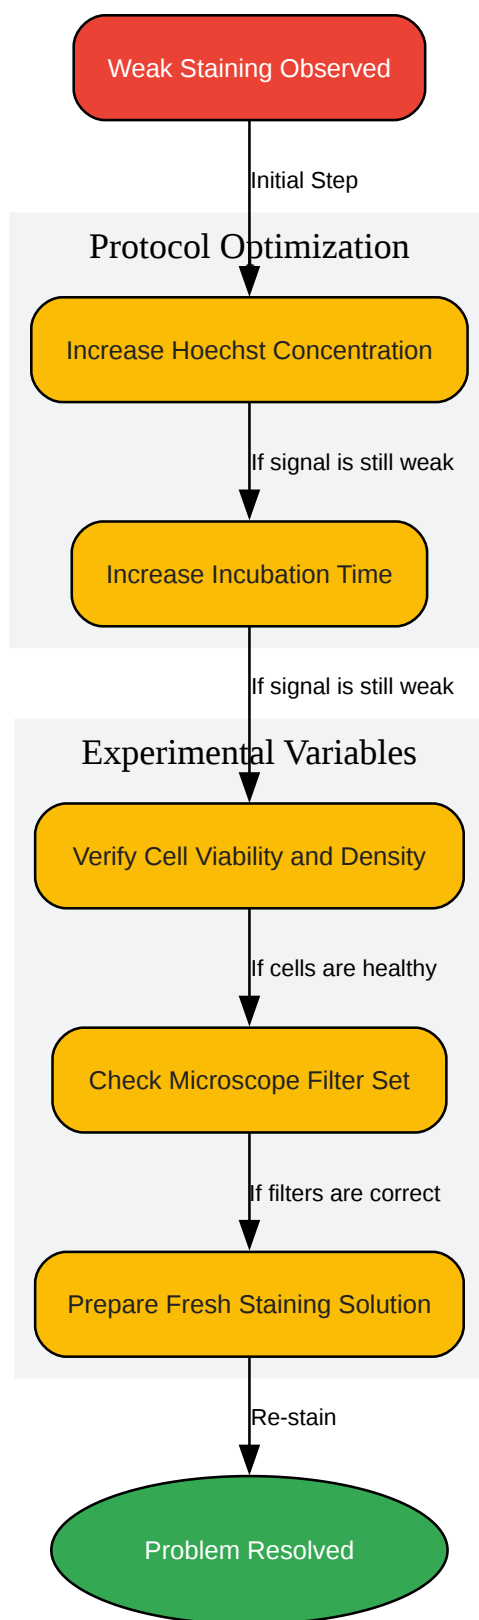 Weak Staining Observed
Initial Step
Protocol Optimization
Increase Hoechst Concentration
If signal is still weak
Increase Incubation Time
If signal is still weak
Experimental Variables
Verify Cell Viability and Density
If cells are healthy
Check Microscope Filter Set
If filters are correct
Prepare Fresh Staining Solution
Re-stain
Problem Resolved